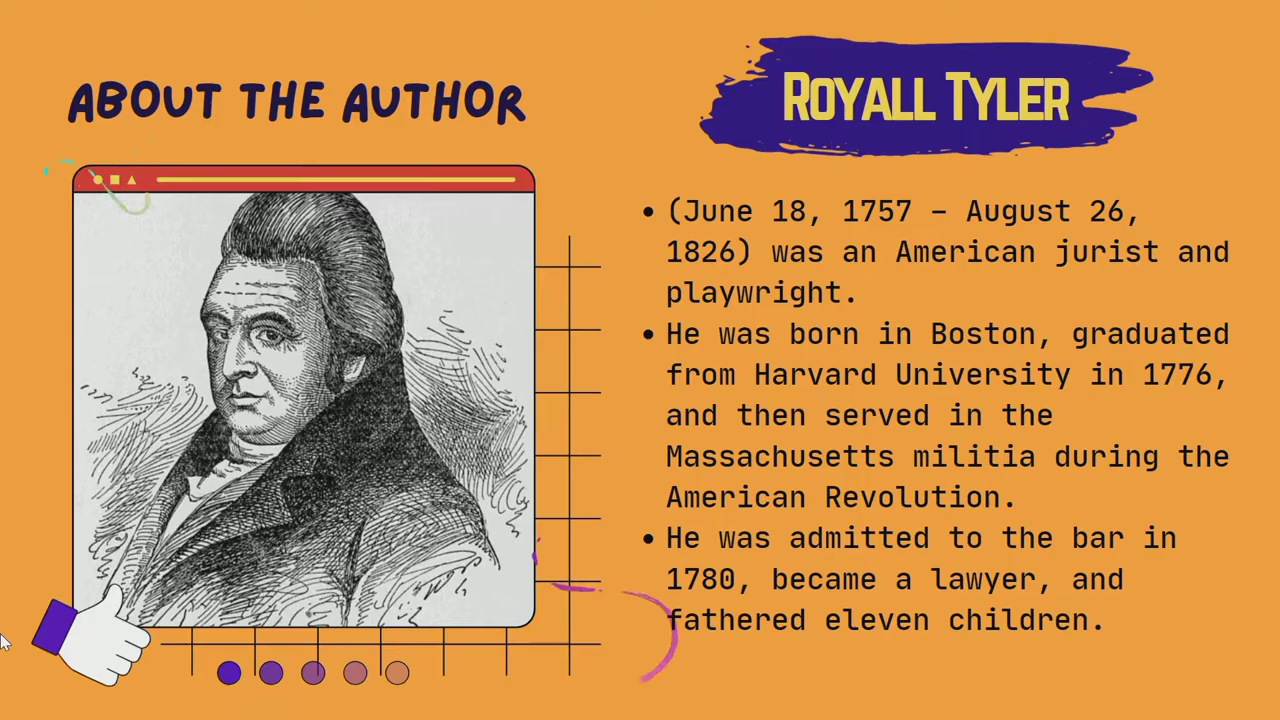 ABOUT THE AUTHOR
ROYALL TYLER
• (June 18, 1757 – August 26,
1826) was an American jurist and
playwright.
• He was born in Boston, graduated
from Harvard University in 1776,
and then served in the
Massachusetts militia during the
American Revolution.
• He was admitted to the bar in
1780, became a lawyer, and
fathered eleven children.